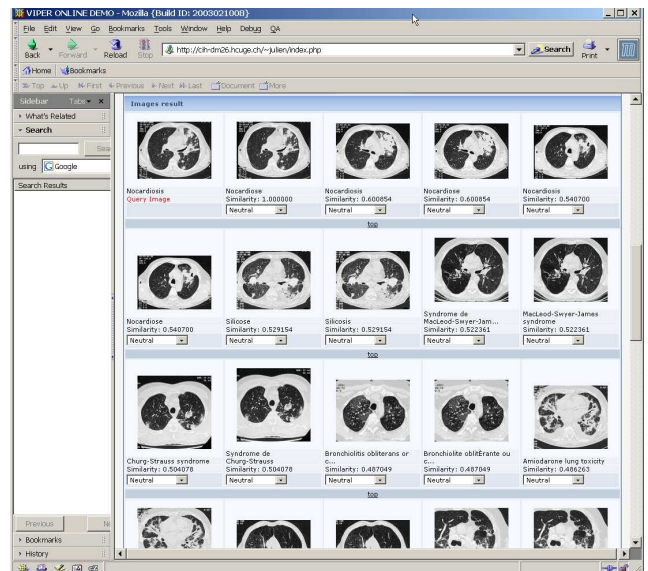 VIPER ONLINE DEMO - Mozilla {Build ID: 2003021008}
File Edit View Go Bookmarks Tools Window Help Debug QA
Back Forward Reload Stop http://cih-dm26.hcuge.ch/~julien/index.php Search Print
Home Bookmarks
Top Up First Previous Next Last Document More
Sidebar
What's Related
Search
using Google
Search Results
Images result
Nocardiosis
Query Image
Nocardiose
Similarity: 1.000000
Neutral
Nocardiosis
Similarity: 0.600854
Neutral
Nocardiose
Similarity: 0.600854
Neutral
Nocardiosis
Similarity: 0.540700
Neutral
top
Nocardiose
Similarity: 0.540700
Neutral
Silicose
Similarity: 0.529154
Neutral
Silicosis
Similarity: 0.529154
Neutral
Syndrome de
MacLeod-Swyer-Jam...
Similarity: 0.522361
Neutral
MacLeod-Swyer-James
syndrome
Similarity: 0.522361
Neutral
top
Churg-Strauss syndrome
Similarity: 0.504078
Neutral
Syndrome de
Churg-Strauss
Similarity: 0.504078
Neutral
Bronchiolitis obliterans or
c...
Similarity: 0.487049
Neutral
Bronchiolite oblitÈrante ou
c...
Similarity: 0.487049
Neutral
Amiodarone lung toxicity
Similarity: 0.486263
Neutral
top
Previous
Bookmarks
History